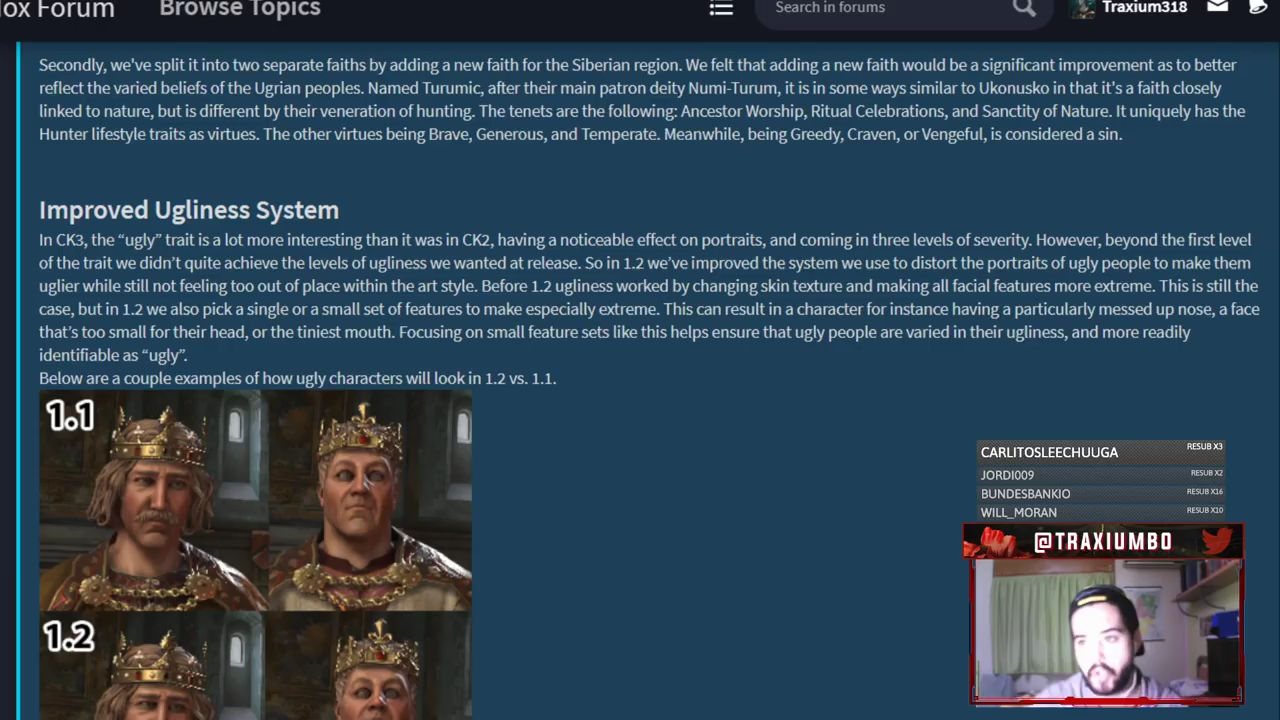 lox Forum
Browse Topics
Search in forums
Traxium318
Secondly, we've split it into two separate faiths by adding a new faith for the Siberian region. We felt that adding a new faith would be a significant improvement as to better
reflect the varied beliefs of the Ugrian peoples. Named Turumic, after their main patron deity Numi-Turum, it is in some ways similar to Ukonusko in that it's a faith closely
linked to nature, but is different by their veneration of hunting. The tenets are the following: Ancestor Worship, Ritual Celebrations, and Sanctity of Nature. It uniquely has the
Hunter lifestyle traits as virtues. The other virtues being Brave, Generous, and Temperate. Meanwhile, being Greedy, Craven, or Vengeful, is considered a sin.
Improved Ugliness System
In CK3, the “ugly” trait is a lot more interesting than it was in CK2, having a noticeable effect on portraits, and coming in three levels of severity. However, beyond the first level
of the trait we didn’t quite achieve the levels of ugliness we wanted at release. So in 1.2 we’ve improved the system we use to distort the portraits of ugly people to make them
uglier while still not feeling too out of place within the art style. Before 1.2 ugliness worked by changing skin texture and making all facial features more extreme. This is still the
case, but in 1.2 we also pick a single or a small set of features to make especially extreme. This can result in a character for instance having a particularly messed up nose, a face
that’s too small for their head, or the tiniest mouth. Focusing on small feature sets like this helps ensure that ugly people are varied in their ugliness, and more readily
identifiable as “ugly”.
Below are a couple examples of how ugly characters will look in 1.2 vs. 1.1.
1.1
1.2
CARLITOSLEECHUUGA RESUB X3
JORDI009 RESUB X2
BUNDESBANKIO RESUB X16
WILL_MORAN RESUB X10
@TRAXIUMBO